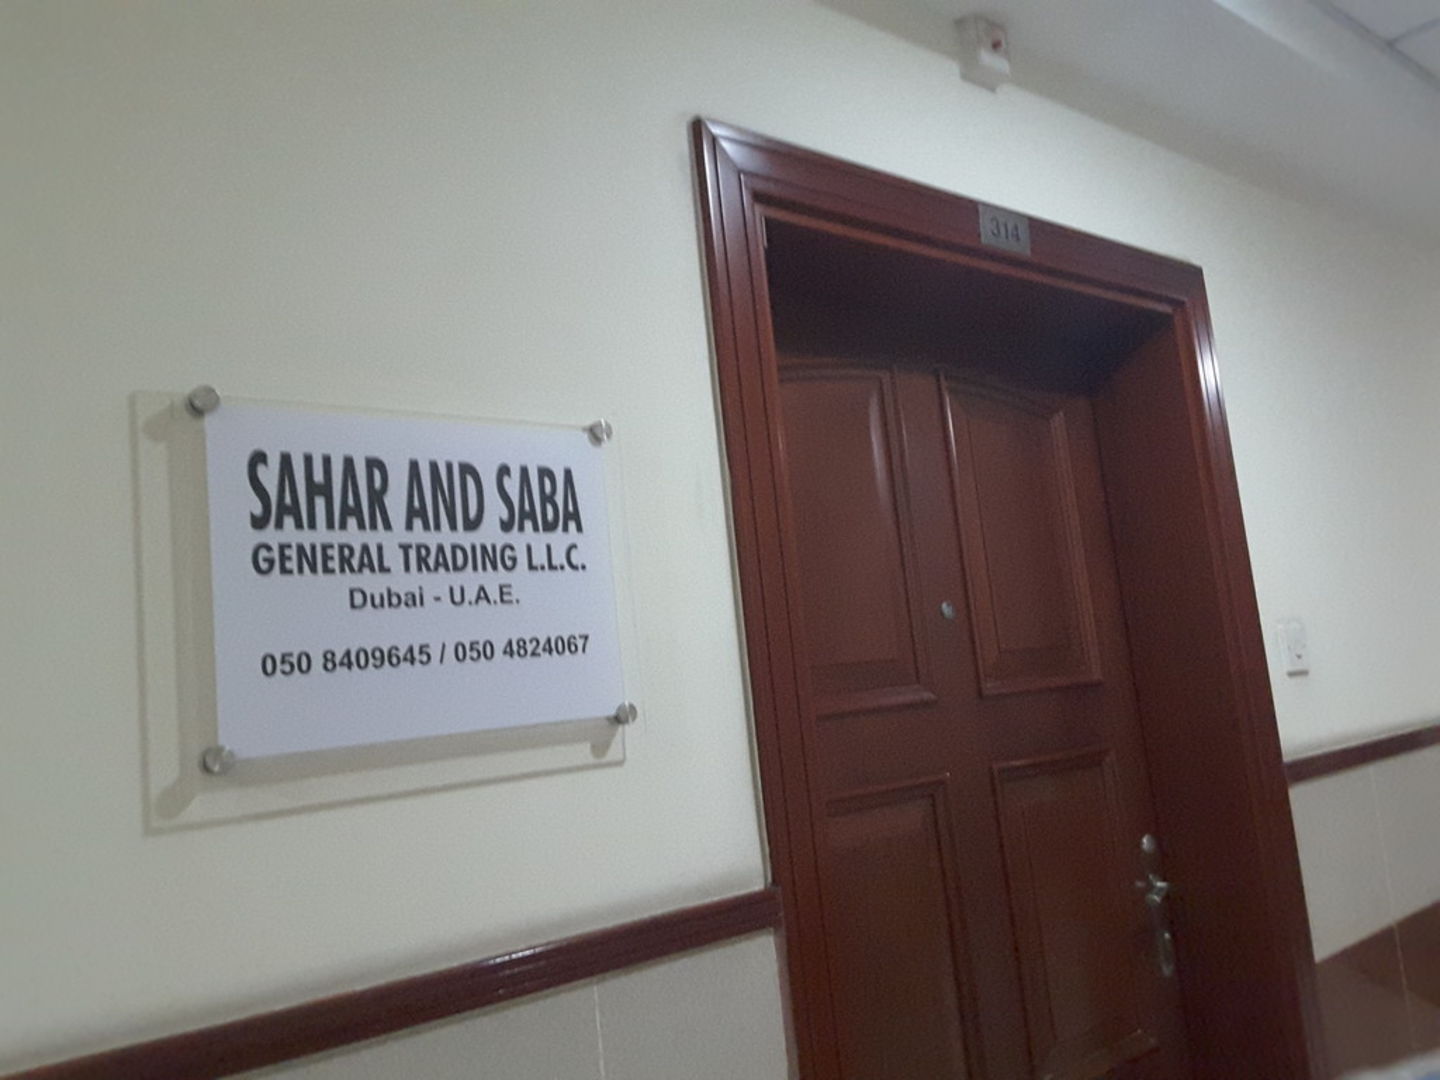 314
SAHAR AND SABA
GENERAL TRADING L.L.C.
Dubai - U.A.E.
050 8409645 / 050 4824067